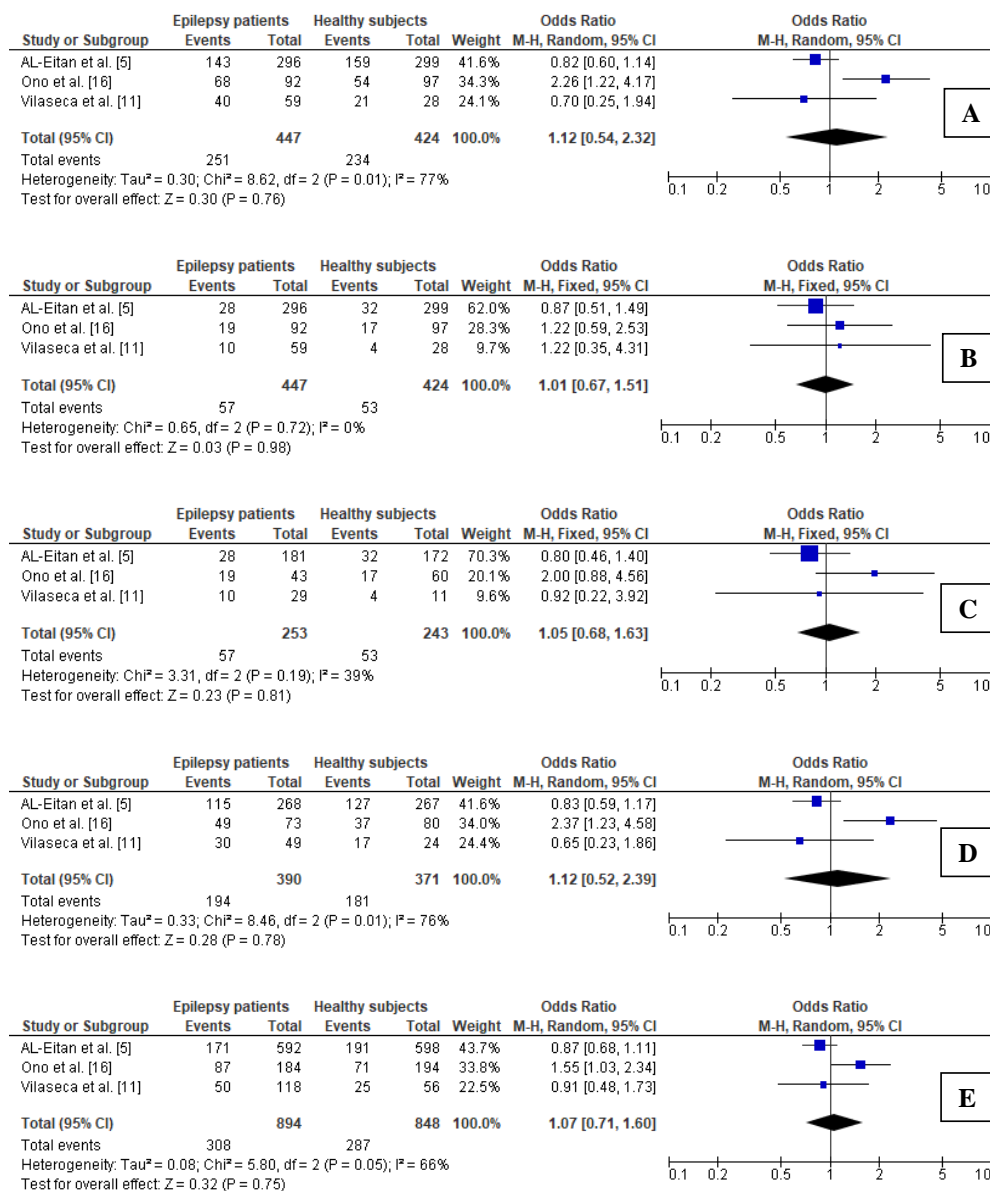 Epilepsy patients Healthy subjects Odds Ratio Odds Ratio
Study or Subgroup Events Total Events Total Weight M-H, Random, 95% CI M-H, Random, 95% CI
AL-Eitan et al. [5] 143 296 159 299 41.6% 0.82 [0.60, 1.14]
Ono et al. [16] 68 92 54 97 34.3% 2.26 [1.22, 4.17]
Vilaseca et al. [11] 40 59 21 28 24.1% 0.70 [0.25, 1.94]
A
Total (95% CI) 447 424 100.0% 1.12 [0.54, 2.32]
Total events 251 234
Heterogeneity: Tau² = 0.30; Chi² = 8.62, df = 2 (P = 0.01); I² = 77%
Test for overall effect: Z = 0.30 (P = 0.76)
0.1 0.2 0.5 1 2 5 10
Epilepsy patients Healthy subjects Odds Ratio Odds Ratio
Study or Subgroup Events Total Events Total Weight M-H, Fixed, 95% CI M-H, Fixed, 95% CI
AL-Eitan et al. [5] 28 296 32 299 62.0% 0.87 [0.51, 1.49]
Ono et al. [16] 19 92 17 97 28.3% 1.22 [0.59, 2.53]
Vilaseca et al. [11] 10 59 4 28 9.7% 1.22 [0.35, 4.31]
B
Total (95% CI) 447 424 100.0% 1.01 [0.67, 1.51]
Total events 57 53
Heterogeneity: Chi² = 0.65, df = 2 (P = 0.72); I² = 0%
Test for overall effect: Z = 0.03 (P = 0.98)
0.1 0.2 0.5 1 2 5 10
Epilepsy patients Healthy subjects Odds Ratio Odds Ratio
Study or Subgroup Events Total Events Total Weight M-H, Fixed, 95% CI M-H, Fixed, 95% CI
AL-Eitan et al. [5] 28 181 32 172 70.3% 0.80 [0.46, 1.40]
Ono et al. [16] 19 43 17 60 20.1% 2.00 [0.88, 4.56]
Vilaseca et al. [11] 10 29 4 11 9.6% 0.92 [0.22, 3.92]
C
Total (95% CI) 253 243 100.0% 1.05 [0.68, 1.63]
Total events 57 53
Heterogeneity: Chi² = 3.31, df = 2 (P = 0.19); I² = 39%
Test for overall effect: Z = 0.23 (P = 0.81)
0.1 0.2 0.5 1 2 5 10
Epilepsy patients Healthy subjects Odds Ratio Odds Ratio
Study or Subgroup Events Total Events Total Weight M-H, Random, 95% CI M-H, Random, 95% CI
AL-Eitan et al. [5] 115 268 127 267 41.6% 0.83 [0.59, 1.17]
Ono et al. [16] 49 73 37 80 34.0% 2.37 [1.23, 4.58]
Vilaseca et al. [11] 30 49 17 24 24.4% 0.65 [0.23, 1.86]
D
Total (95% CI) 390 371 100.0% 1.12 [0.52, 2.39]
Total events 194 181
Heterogeneity: Tau² = 0.33; Chi² = 8.46, df = 2 (P = 0.01); I² = 76%
Test for overall effect: Z = 0.28 (P = 0.78)
0.1 0.2 0.5 1 2 5 10
Epilepsy patients Healthy subjects Odds Ratio Odds Ratio
Study or Subgroup Events Total Events Total Weight M-H, Random, 95% CI M-H, Random, 95% CI
AL-Eitan et al. [5] 171 592 191 598 43.7% 0.87 [0.68, 1.11]
Ono et al. [16] 87 184 71 194 33.8% 1.55 [1.03, 2.34]
Vilaseca et al. [11] 50 118 25 56 22.5% 0.91 [0.48, 1.73]
E
Total (95% CI) 894 848 100.0% 1.07 [0.71, 1.60]
Total events 308 287
Heterogeneity: Tau² = 0.08; Chi² = 5.80, df = 2 (P = 0.05); I² = 66%
Test for overall effect: Z = 0.32 (P = 0.75)
0.1 0.2 0.5 1 2 5 10